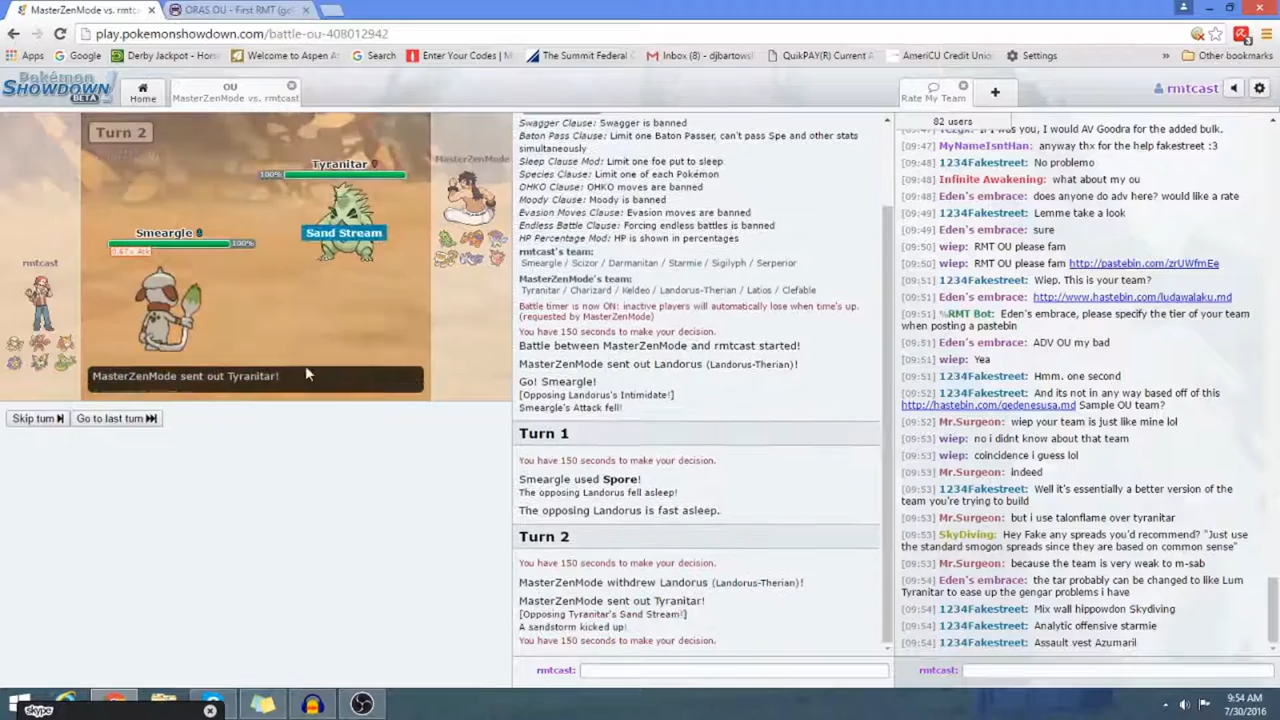 MasterZenMode vs. rmtc
ORAS OU - First RMT (ge
play.pokemonshowdown.com/battle-ou-408012942
Apps
Google
Derby Jackpot - Hors
Welcome to Aspen A
Search
Enter Your Codes | M
The Summit Federal C
Inbox (8) - djbartows
QuikPAY(R) Current A
AmeriCU Credit Unio
Settings
»
Other bookmarks
Pokémon
SHOWDOWN
BETA
Home
OU
MasterZenMode vs. rmtcast
Rate My Team
rmtcast
Turn 2
Tyranitar
100%
Sand Stream
Smeargle
100%
0.67× Atk
rmtcast
MasterZenMode
MasterZenMode sent out Tyranitar!
Skip turn
Go to last turn
Swagger Clause: Swagger is banned
Baton Pass Clause: Limit one Baton Passer, can't pass Spe and other stats
simultaneously
Sleep Clause Mod: Limit one foe put to sleep
Species Clause: Limit one of each Pokémon
OHKO Clause: OHKO moves are banned
Moody Clause: Moody is banned
Evasion Moves Clause: Evasion moves are banned
Endless Battle Clause: Forcing endless battles is banned
HP Percentage Mod: HP is shown in percentages
rmtcast's team:
Smeargle / Scizor / Darmanitan / Starmie / Sigilyph / Serperior
MasterZenMode's team:
Tyranitar / Charizard / Keldeo / Landorus-Therian / Latios / Clefable
Battle timer is now ON: inactive players will automatically lose when time's up.
(requested by MasterZenMode)
You have 150 seconds to make your decision.
Battle between MasterZenMode and rmtcast started!
MasterZenMode sent out Landorus (Landorus-Therian)!
Go! Smeargle!
[Opposing Landorus's Intimidate!]
Smeargle's Attack fell!
Turn 1
You have 150 seconds to make your decision.
Smeargle used Spore!
The opposing Landorus fell asleep!
The opposing Landorus is fast asleep.
Turn 2
You have 150 seconds to make your decision.
MasterZenMode withdrew Landorus (Landorus-Therian)!
MasterZenMode sent out Tyranitar!
[Opposing Tyranitar's Sand Stream!]
A sandstorm kicked up!
You have 150 seconds to make your decision.
rmtcast:
82 users
if I was you, I would AV Goodra for the added bulk.
[09:47] MyNameIsntHan: anyway thx for the help fakestreet :3
[09:48] 1234Fakestreet: No problemo
[09:48] Infinite Awakening: what about my ou
[09:48] Eden's embrace: does anyone do adv here? would like a rate
[09:49] 1234Fakestreet: Lemme take a look
[09:49] Eden's embrace: sure
[09:50] wiep: RMT OU please fam
[09:50] wiep: RMT OU please fam http://pastebin.com/zrUWfmEe
[09:51] 1234Fakestreet: Wiep. This is your team?
[09:51] Eden's embrace: http://www.hastebin.com/ludawalaku.md
[09:51] %RMT Bot: Eden's embrace, please specify the tier of your team
when posting a pastebin
[09:51] Eden's embrace: ADV OU my bad
[09:51] wiep: Yea
[09:51] 1234Fakestreet: Hmm. one second
[09:52] 1234Fakestreet: And its not in any way based off of this
http://hastebin.com/qedenesusa.md Sample OU team?
[09:52] Mr.Surgeon: wiep your team is just like mine lol
[09:53] wiep: no i didnt know about that team
[09:53] wiep: coincidence i guess lol
[09:53] Mr.Surgeon: indeed
[09:53] 1234Fakestreet: Well it's essentially a better version of the
team you're trying to build
[09:53] Mr.Surgeon: but i use talonflame over tyranitar
[09:53] SkyDiving: Hey Fake any spreads you'd recommend? "Just use
the standard smogon spreads since they are based on common sense"
[09:53] Mr.Surgeon: because the team is very weak to m-sab
[09:54] Eden's embrace: the tar probably can be changed to like Lum
Tyranitar to ease up the gengar problems i have
[09:54] 1234Fakestreet: Mix wall hippowdon Skydiving
[09:54] 1234Fakestreet: Analytic offensive starmie
[09:54] 1234Fakestreet: Assault vest Azumaril
rmtcast:
skype
9:54 AM
7/30/2016